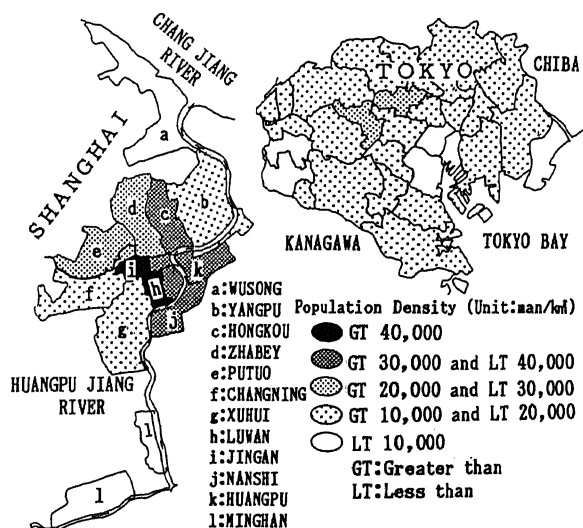 CHANG JIANG
RIVER
SHANGHAI
a
b
c
d
e
i
k
h
f
j
g
HUANGPU JIANG
RIVER
l
l
TOKYO
CHIBA
KANAGAWA
TOKYO BAY
a:WUSONG
b:YANGPU
c:HONGKOU
d:ZHABEY
e:PUTUO
f:CHANGNING
g:XUHUI
h:LUWAN
i:JINGAN
j:NANSHI
k:HUANGPU
l:MINGHAN
Population Density (Unit:man/km²)
GT 40,000
GT 30,000 and LT 40,000
GT 20,000 and LT 30,000
GT 10,000 and LT 20,000
LT 10,000
GT:Greater than
LT:Less than